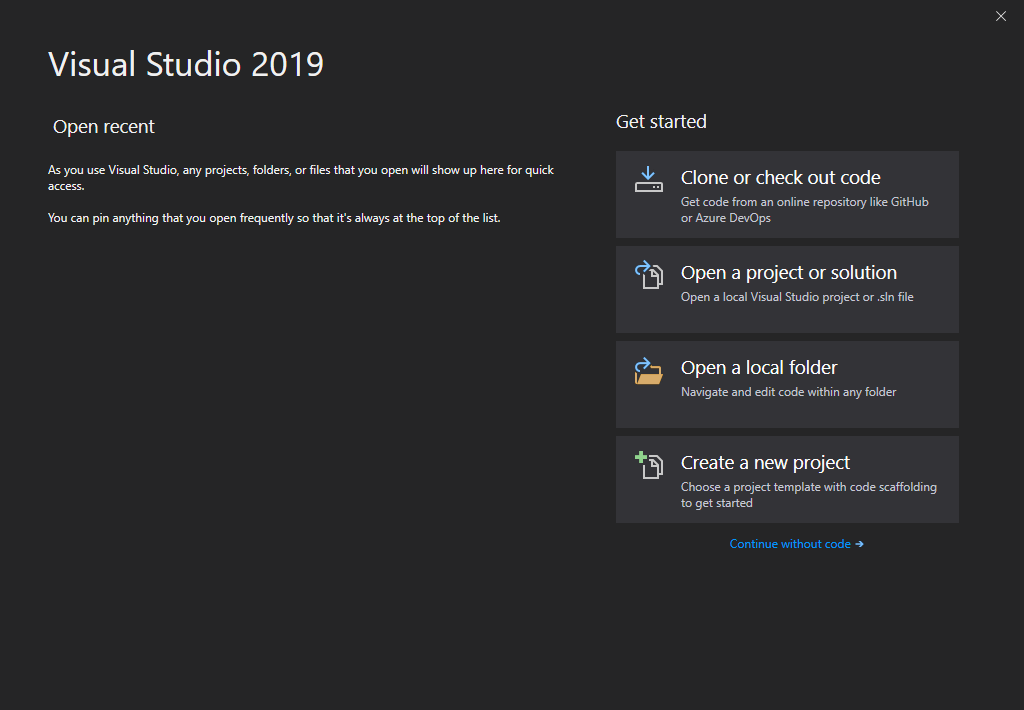 Visual Studio 2019
Open recent
As you use Visual Studio, any projects, folders, or files that you open will show up here for quick
access.
You can pin anything that you open frequently so that it's always at the top of the list.
Get started
Clone or check out code
Get code from an online repository like GitHub
or Azure DevOps
Open a project or solution
Open a local Visual Studio project or .sln file
Open a local folder
Navigate and edit code within any folder
Create a new project
Choose a project template with code scaffolding
to get started
Continue without code →